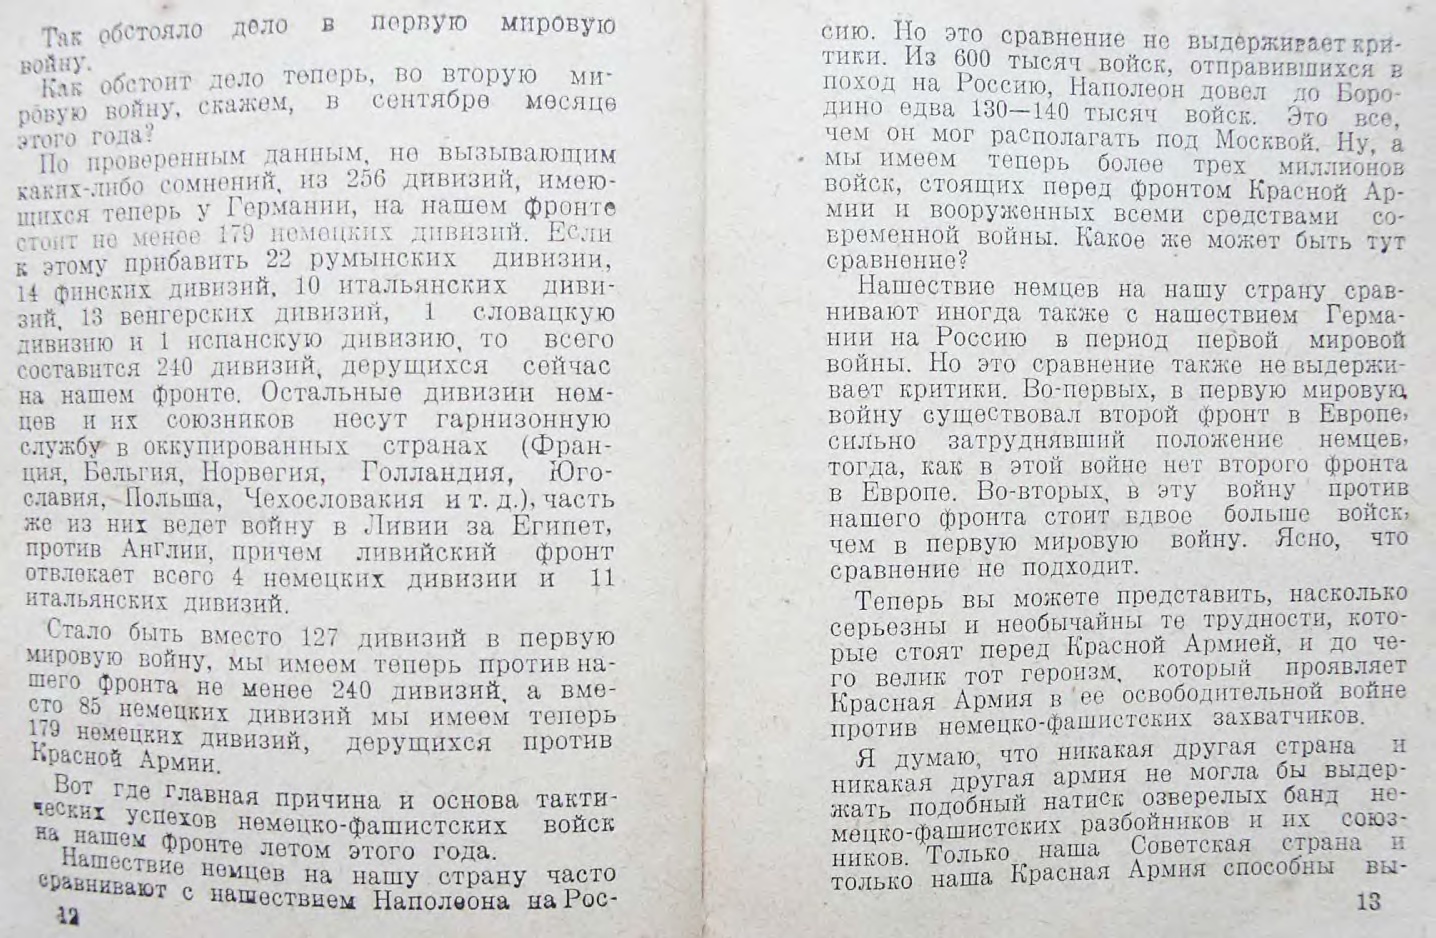 Так обстояло дело в первую мировую
войну.
Как обстоит дело теперь, во вторую ми-
ровую войну, скажем, в сентябре месяце
этого года?
По проверенным данным, не вызывающим
каких-либо сомнений, из 256 дивизий, имею-
щихся теперь у Германии, на нашем фронте
стоит не менее 179 немецких дивизий. Если
к этому прибавить 22 румынских дивизии,
14 финских дивизий, 10 итальянских диви-
зий, 13 венгерских дивизий, 1 словацкую
дивизию и 1 испанскую дивизию, то всего
составится 240 дивизий, дерущихся сейчас
на нашем фронте. Остальные дивизии нем-
цев и их союзников несут гарнизонную
службу в оккупированных странах (Фран-
ция, Бельгия, Норвегия, Голландия, Юго-
славия, Польша, Чехословакия и т. д.), часть
же из них ведет войну в Ливии за Египет,
против Англии, причем ливийский фронт
отвлекает всего 4 немецких дивизии и 11
итальянских дивизий.
Стало быть вместо 127 дивизий в первую
мировую войну, мы имеем теперь против на-
шего фронта не менее 240 дивизий, а вме-
сто 85 немецких дивизий мы имеем теперь
179 немецких дивизий, дерущихся против
Красной Армии.
Вот где главная причина и основа такти-
ческих успехов немецко-фашистских войск
на нашем фронте летом этого года.
Нашествие немцев на нашу страну часто
сравнивают с нашествием Наполеона на Рос-
12
сию. Но это сравнение не выдерживает кри-
тики. Из 600 тысяч войск, отправившихся в
поход на Россию, Наполеон довел до Боро-
дино едва 130—140 тысяч войск. Это все,
чем он мог располагать под Москвой. Ну, а
мы имеем теперь более трех миллионов
войск, стоящих перед фронтом Красной Ар-
мии и вооруженных всеми средствами со-
временной войны. Какое же может быть тут
сравнение?
Нашествие немцев на нашу страну срав-
нивают иногда также с нашествием Герма-
нии на Россию в период первой мировой
войны. Но это сравнение также не выдержи-
вает критики. Во-первых, в первую мировую
войну существовал второй фронт в Европе,
сильно затруднявший положение немцев,
тогда, как в этой войне нет второго фронта
в Европе. Во-вторых, в эту войну против
нашего фронта стоит вдвое больше войск,
чем в первую мировую войну. Ясно, что
сравнение не подходит.
Теперь вы можете представить, насколько
серьезны и необычайны те трудности, кото-
рые стоят перед Красной Армией, и до че-
го велик тот героизм, который проявляет
Красная Армия в ее освободительной войне
против немецко-фашистских захватчиков.
Я думаю, что никакая другая страна и
никакая другая армия не могла бы выдер-
жать подобный натиск озверелых банд не-
мецко-фашистских разбойников и их союз-
ников. Только наша Советская страна и
только наша Красная Армия способны вы-
13